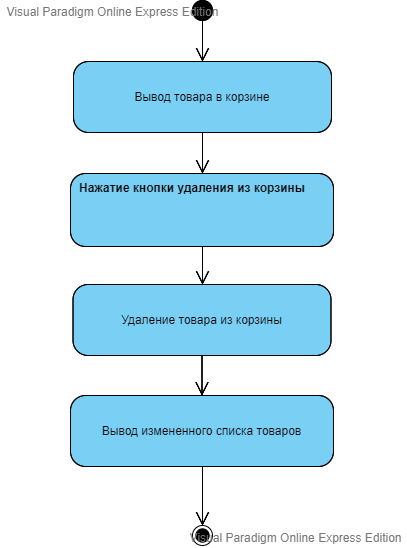 Visual Paradigm Online Express Edition
Вывод товара в корзине
Нажатие кнопки удаления из корзины
Удаление товара из корзины
Вывод измененного списка товаров
Visual Paradigm Online Express Edition